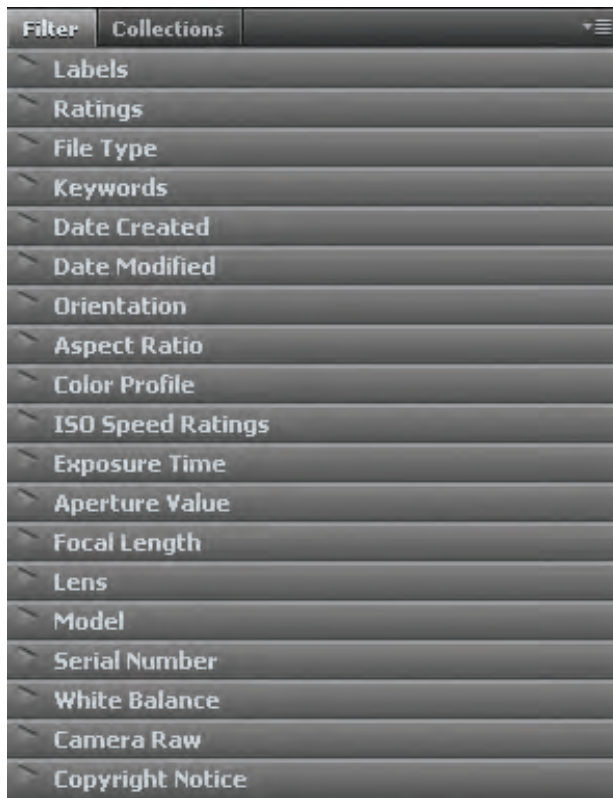 Filter Collections
Labels
Ratings
File Type
Keywords
Date Created
Date Modified
Orientation
Aspect Ratio
Color Profile
ISO Speed Ratings
Exposure Time
Aperture Value
Focal Length
Lens
Model
Serial Number
White Balance
Camera Raw
Copyright Notice